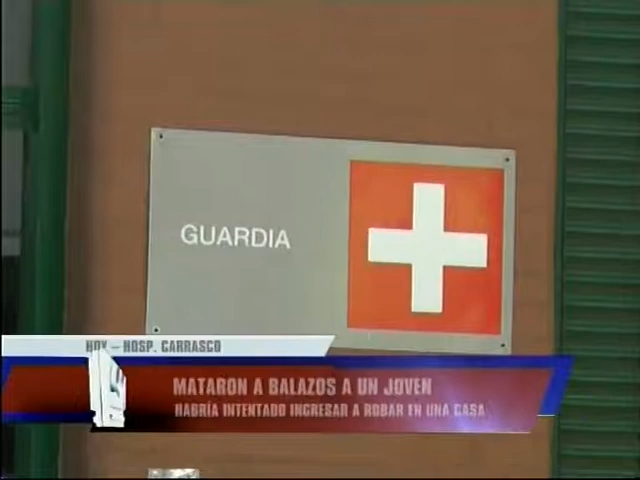 GUARDIA
HOY - HOSP. CARRASCO
MATARON A BALAZOS A UN JOVEN
HABRÍA INTENTADO INGRESAR A ROBAR EN UNA CASA